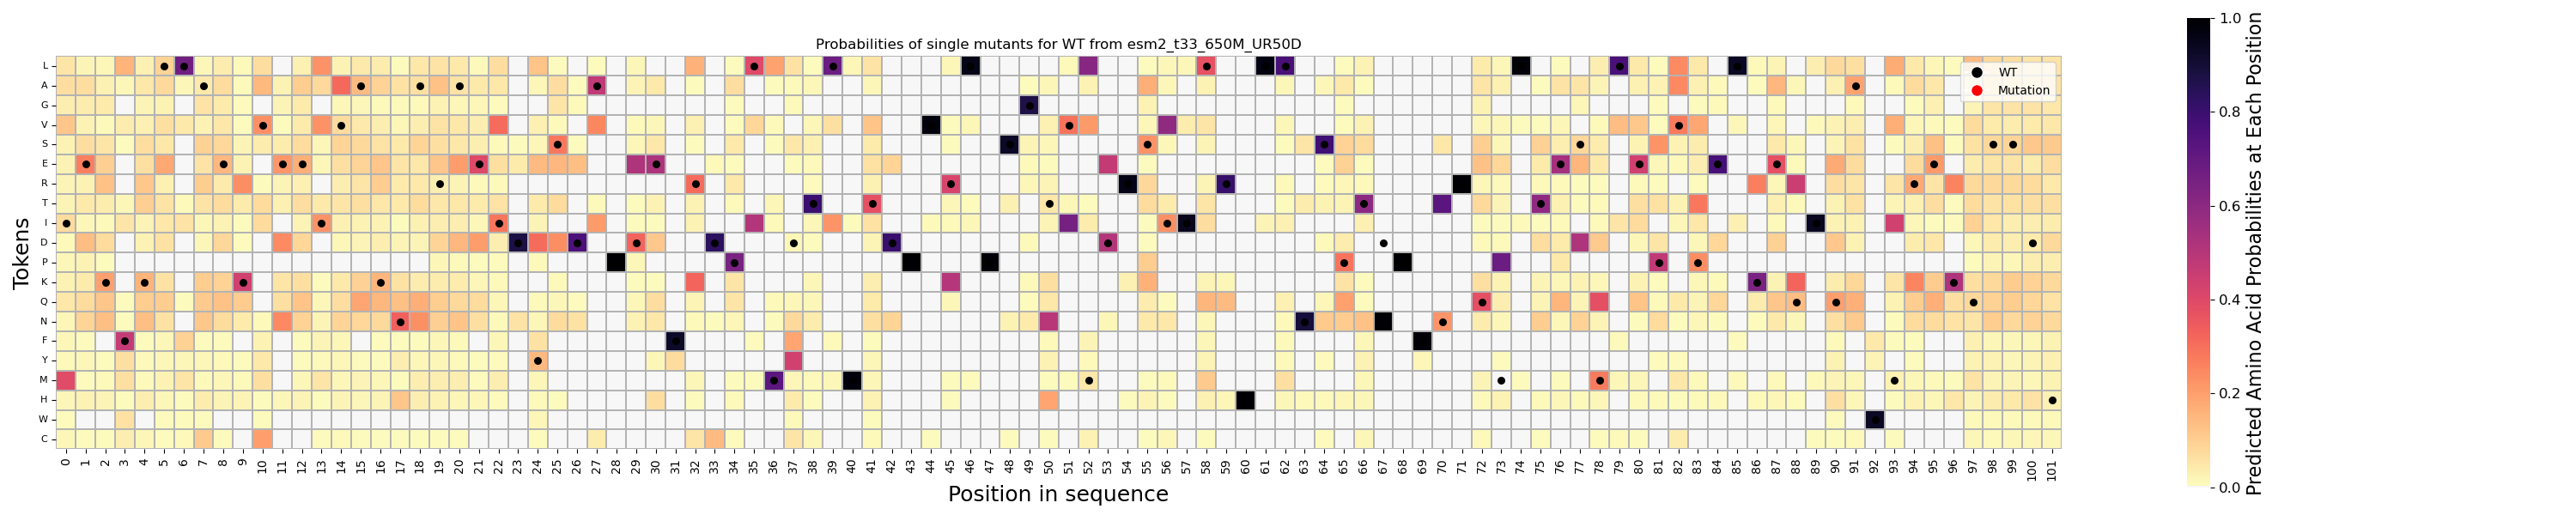 Probabilities of single mutants for WT from esm2_t33_650M_UR50D
WT
Mutation
Tokens
L
A
G
V
S
E
R
T
I
D
P
K
Q
N
F
Y
M
H
W
C
0 1 2 3 4 5 6 7 8 9 10 11 12 13 14 15 16 17 18 19 20 21 22 23 24 25 26 27 28 29 30 31 32 33 34 35 36 37 38 39 40 41 42 43 44 45 46 47 48 49 50 51 52 53 54 55 56 57 58 59 60 61 62 63 64 65 66 67 68 69 70 71 72 73 74 75 76 77 78 79 80 81 82 83 84 85 86 87 88 89 90 91 92 93 94 95 96 97 98 99 100 101
Position in sequence
1.0
0.8
0.6
0.4
0.2
0.0
Predicted Amino Acid Probabilities at Each Position